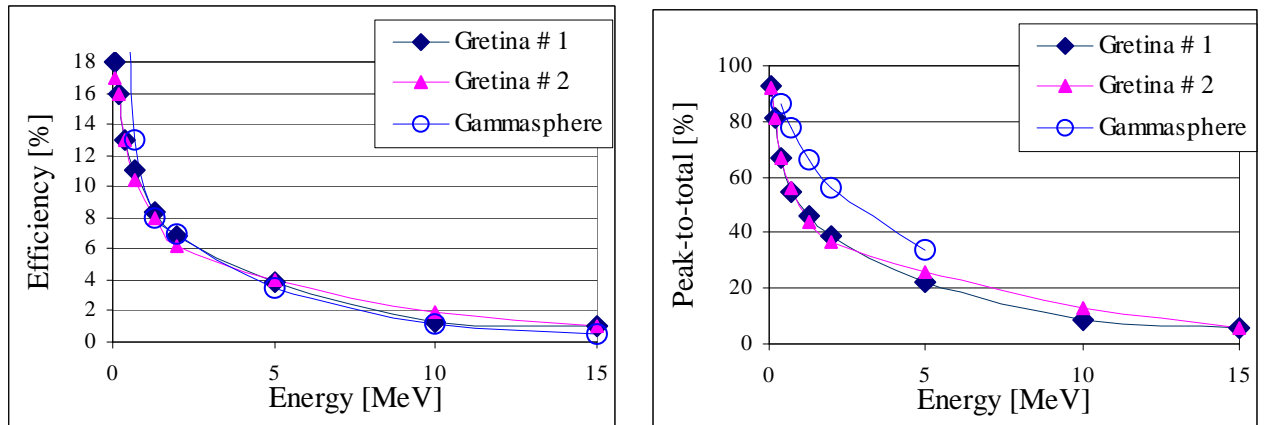 Efficiency [%]
18
16
14
12
10
8
6
4
2
0
0 5 10 15
Energy [MeV]
Gretina # 1
Gretina # 2
Gammasphere
Peak-to-total [%]
100
80
60
40
20
0
0 5 10 15
Energy [MeV]
Gretina # 1
Gretina # 2
Gammasphere